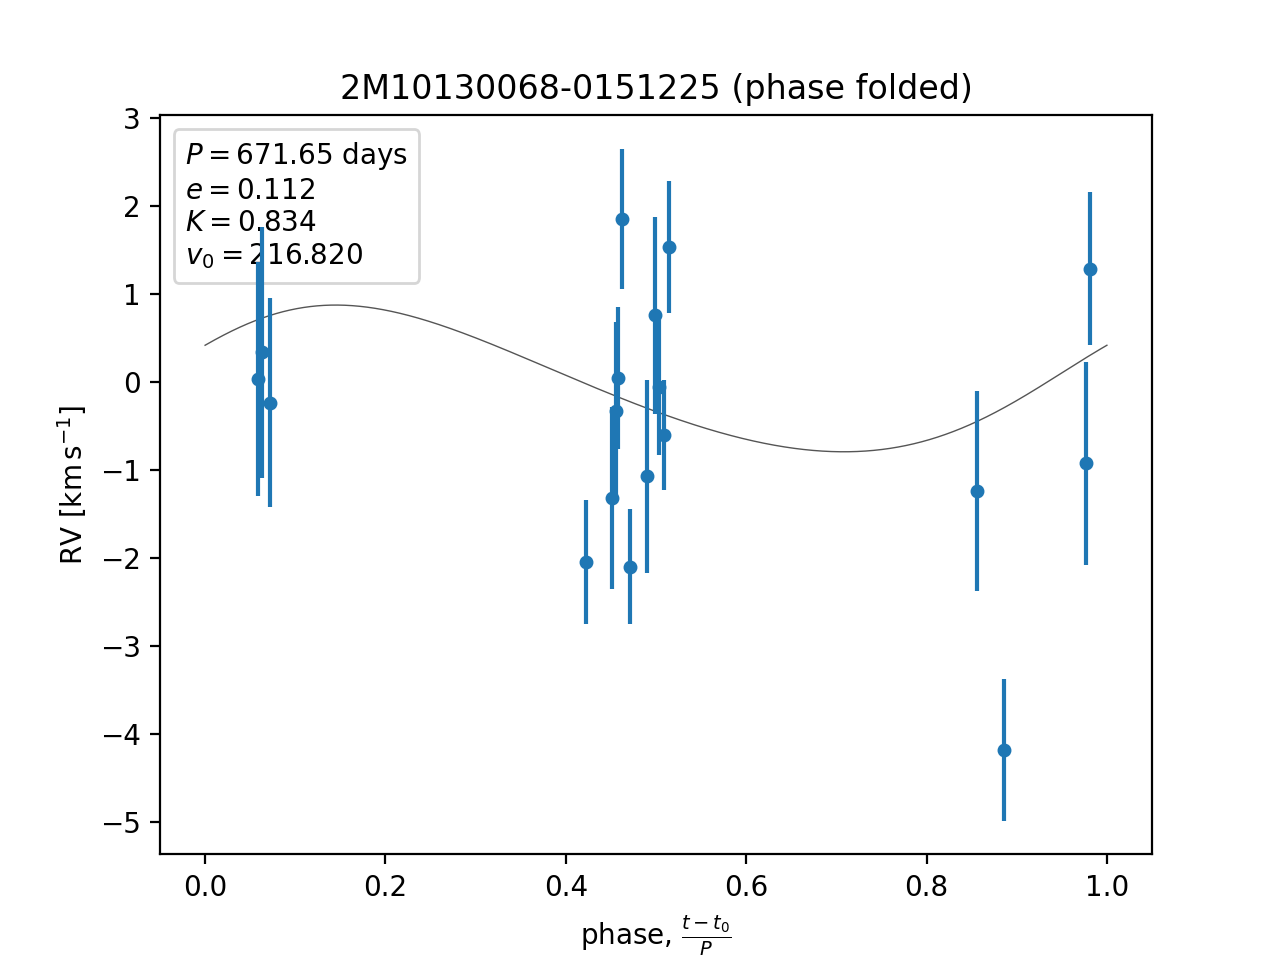 2M10130068-0151225 (phase folded)
P = 671.65 days
e = 0.112
K = 0.834
v₀ = 216.820
3
2
1
0
−1
−2
−3
−4
−5
RV [km s⁻¹]
0.0 0.2 0.4 0.6 0.8 1.0
phase, (t − t₀)/P